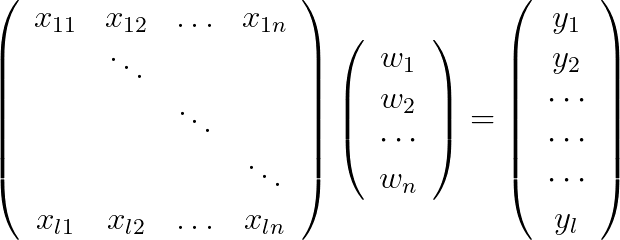 x₁₁ x₁₂ … x₁ₙ
⋱
⋱
⋱
xₗ₁ xₗ₂ … xₗₙ
w₁
w₂
⋯
wₙ
=
y₁
y₂
⋯
⋯
⋯
yₗ